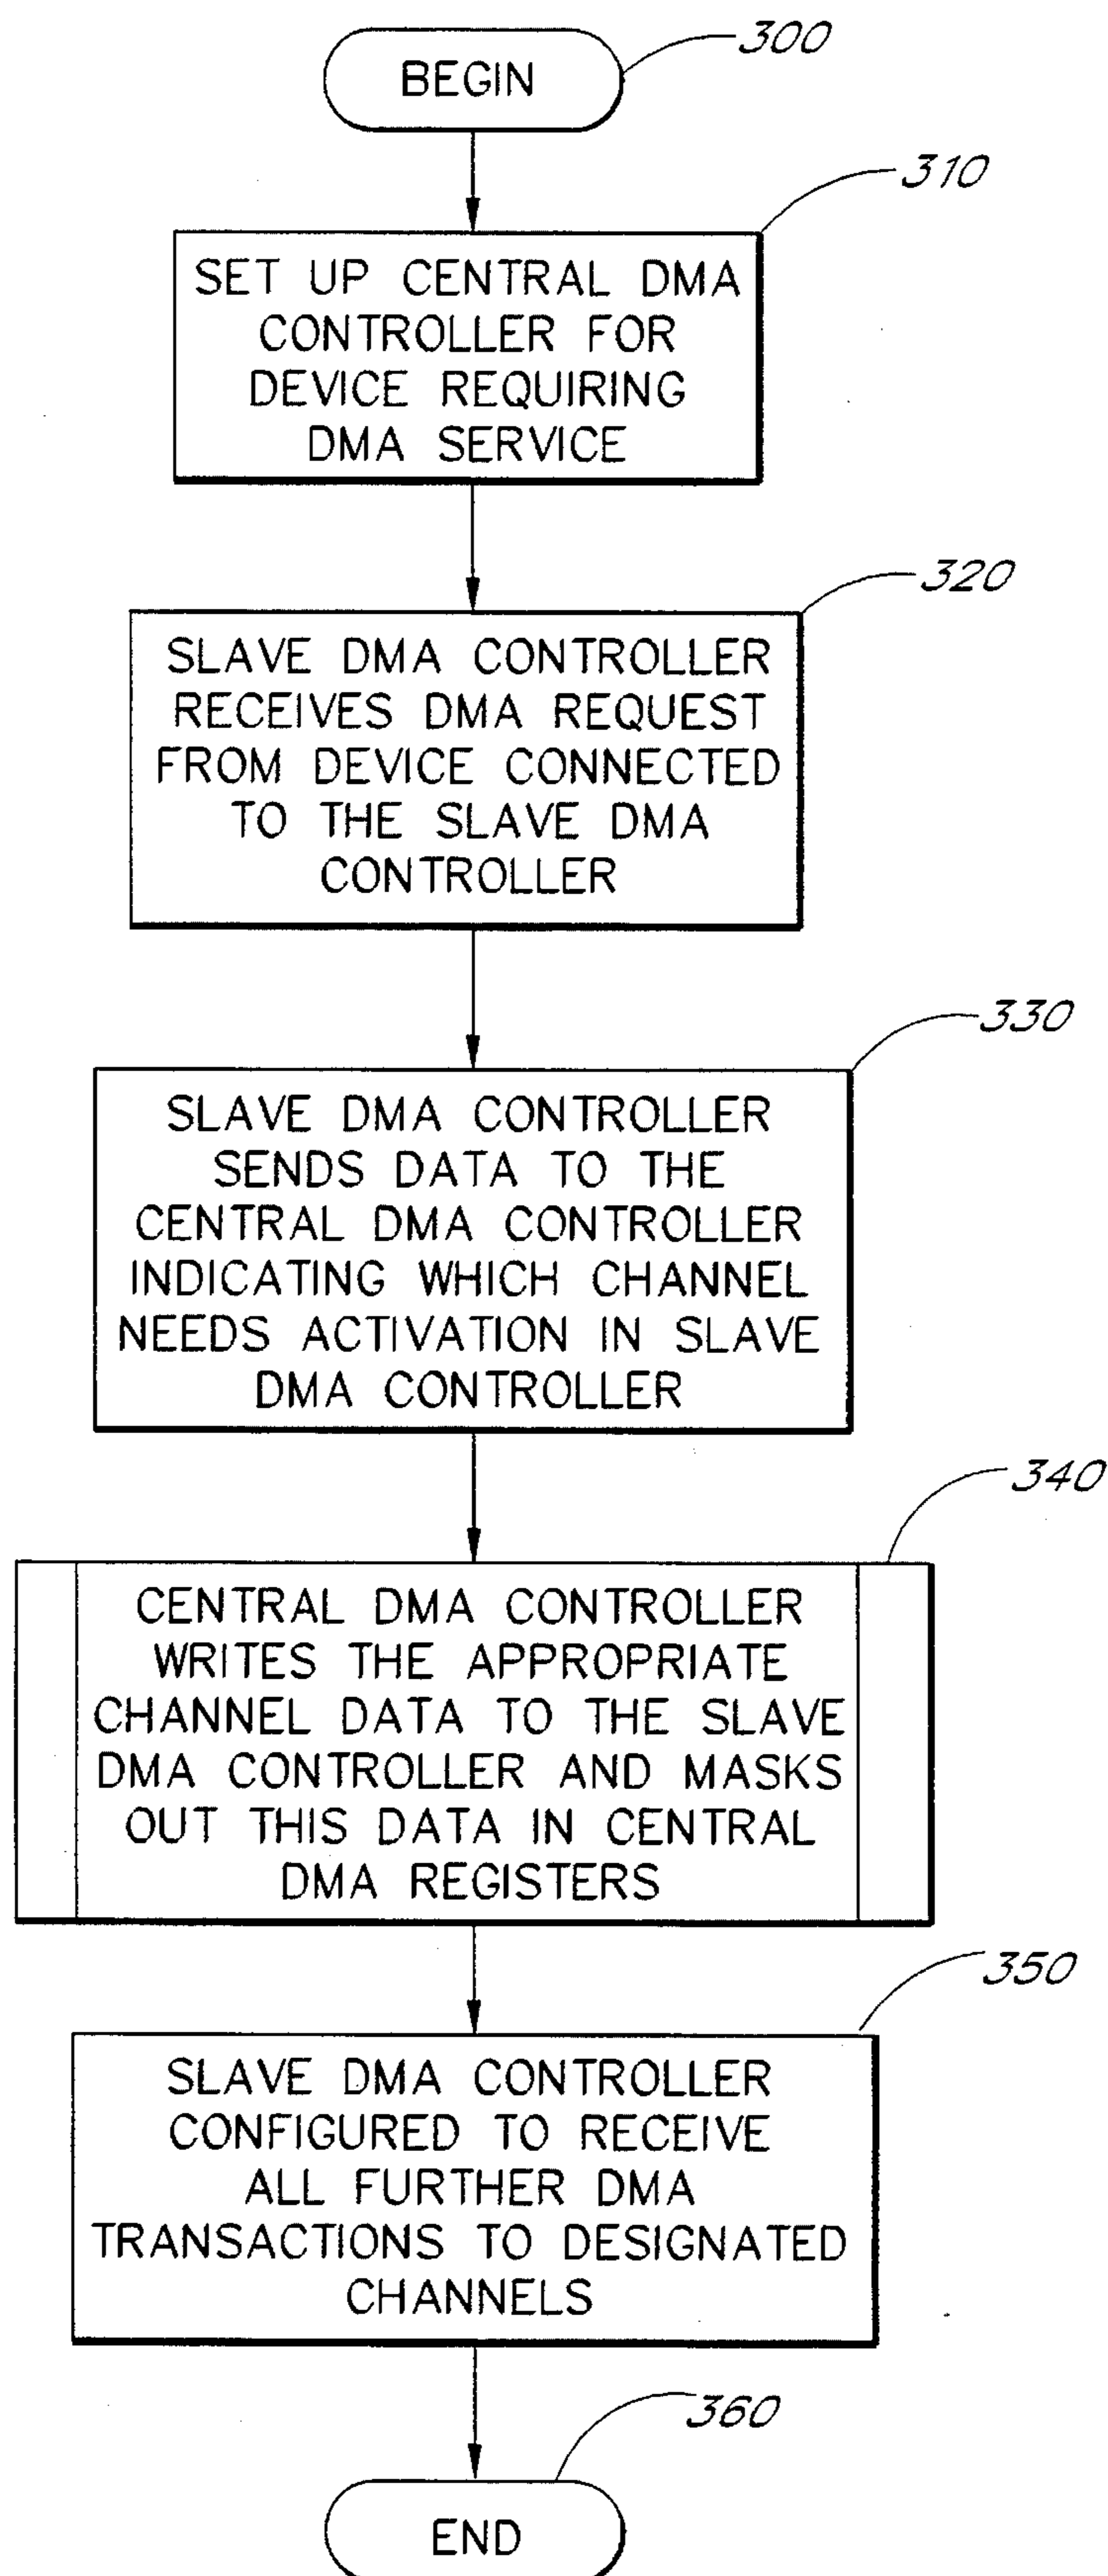 BEGIN
300
310
SET UP CENTRAL DMA
CONTROLLER FOR
DEVICE REQUIRING
DMA SERVICE
320
SLAVE DMA CONTROLLER
RECEIVES DMA REQUEST
FROM DEVICE CONNECTED
TO THE SLAVE DMA
CONTROLLER
330
SLAVE DMA CONTROLLER
SENDS DATA TO THE
CENTRAL DMA CONTROLLER
INDICATING WHICH CHANNEL
NEEDS ACTIVATION IN SLAVE
DMA CONTROLLER
340
CENTRAL DMA CONTROLLER
WRITES THE APPROPRIATE
CHANNEL DATA TO THE SLAVE
DMA CONTROLLER AND MASKS
OUT THIS DATA IN CENTRAL
DMA REGISTERS
350
SLAVE DMA CONTROLLER
CONFIGURED TO RECEIVE
ALL FURTHER DMA
TRANSACTIONS TO DESIGNATED
CHANNELS
360
END